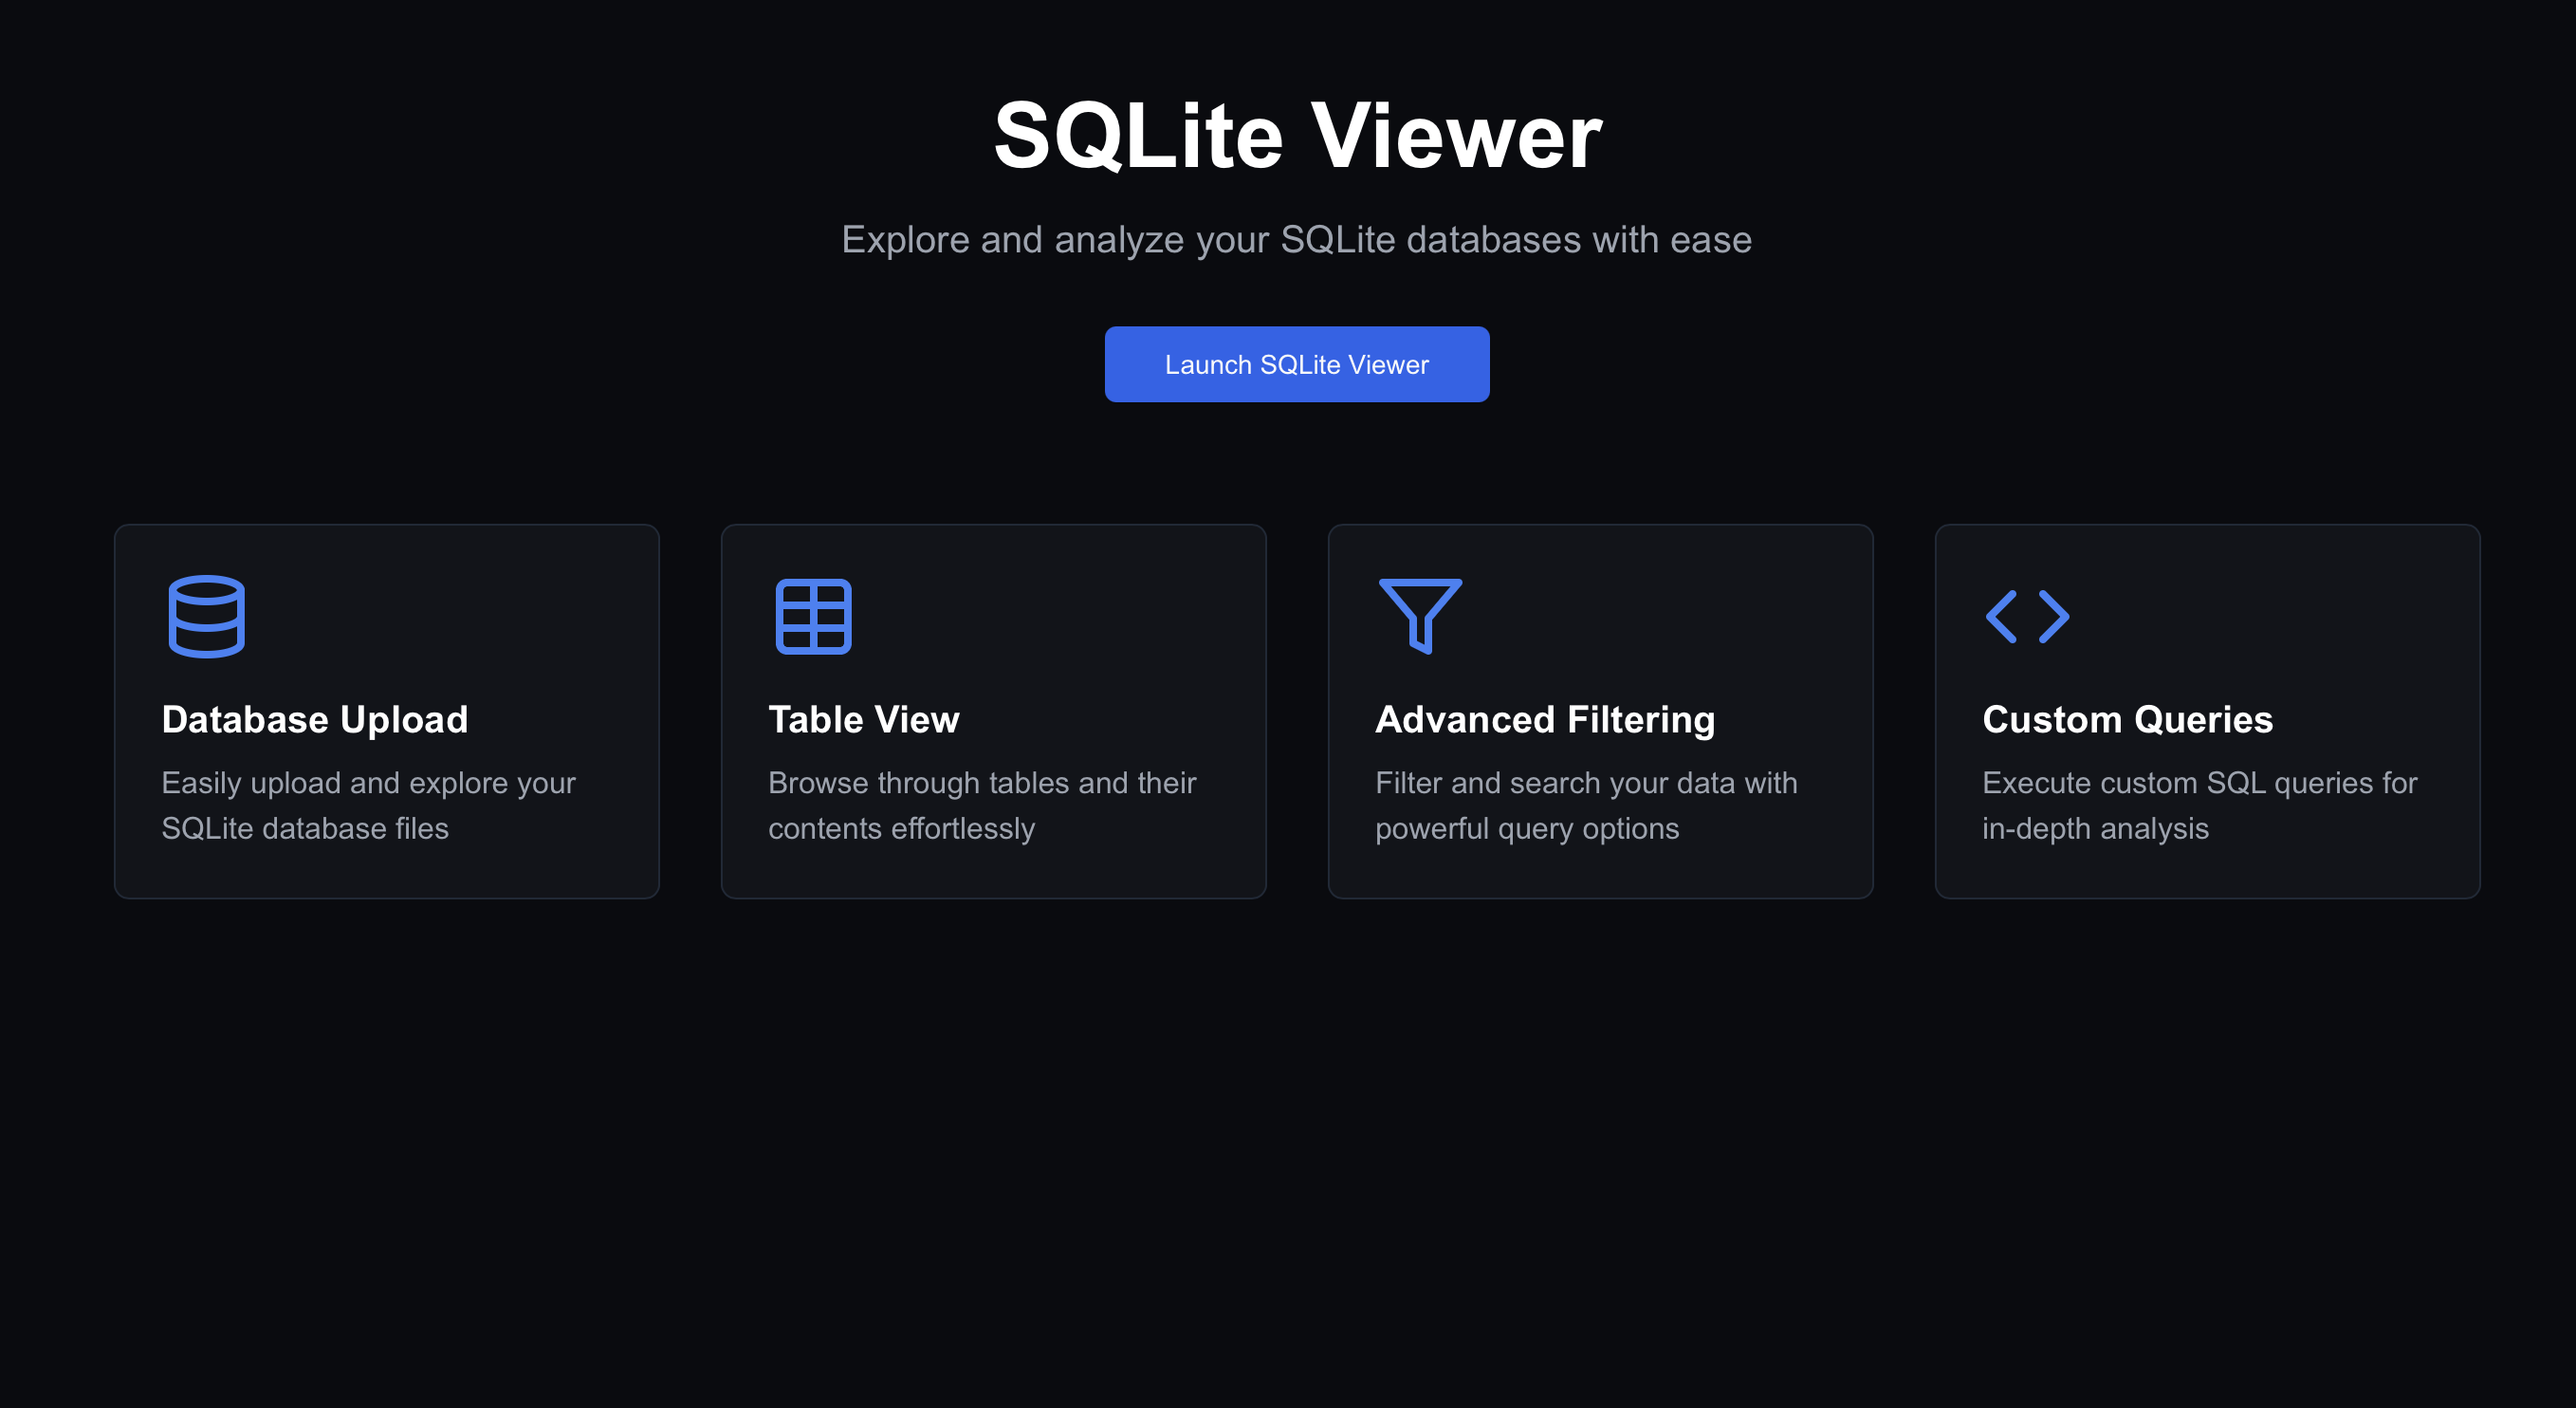 SQLite Viewer
Explore and analyze your SQLite databases with ease
Launch SQLite Viewer
Database Upload
Easily upload and explore your
SQLite database files
Table View
Browse through tables and their
contents effortlessly
Advanced Filtering
Filter and search your data with
powerful query options
Custom Queries
Execute custom SQL queries for
in-depth analysis